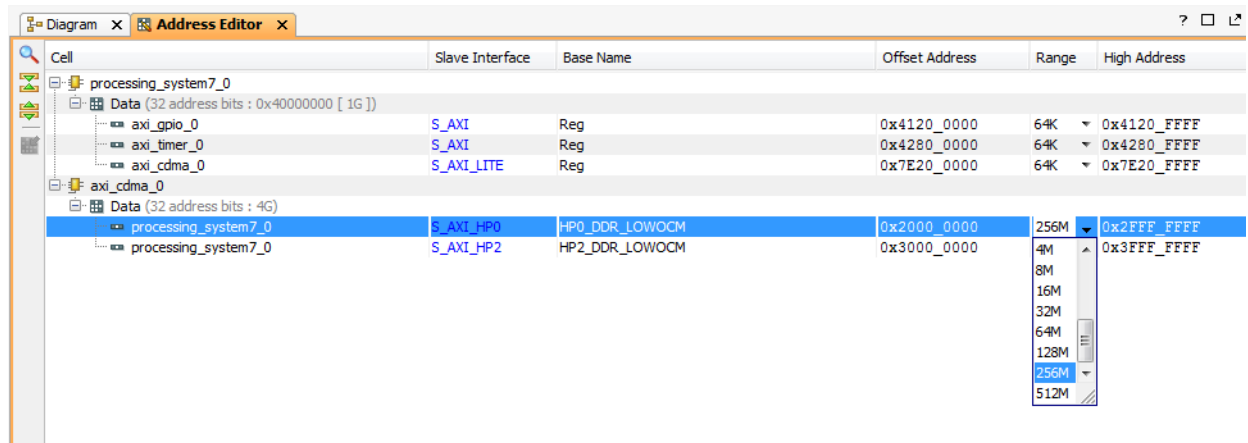 Diagram X Address Editor X ?
Cell Slave Interface Base Name Offset Address Range High Address
processing_system7_0
Data (32 address bits : 0x40000000 [ 1G ])
axi_gpio_0 S_AXI Reg 0x4120_0000 64K 0x4120_FFFF
axi_timer_0 S_AXI Reg 0x4280_0000 64K 0x4280_FFFF
axi_cdma_0 S_AXI_LITE Reg 0x7E20_0000 64K 0x7E20_FFFF
axi_cdma_0
Data (32 address bits : 4G)
processing_system7_0 S_AXI_HP0 HP0_DDR_LOWOCM 0x2000_0000 256M 0x2FFF_FFFF
processing_system7_0 S_AXI_HP2 HP2_DDR_LOWOCM 0x3000_0000 4M 0x3FFF_FFFF
8M
16M
32M
64M
128M
256M
512M